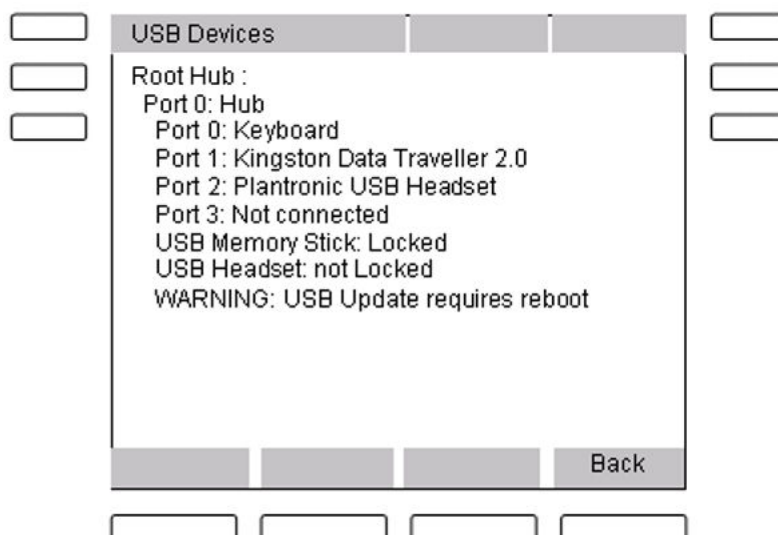 USB Devices
Root Hub :
Port 0: Hub
Port 0: Keyboard
Port 1: Kingston Data Traveller 2.0
Port 2: Plantronic USB Headset
Port 3: Not connected
USB Memory Stick: Locked
USB Headset: not Locked
WARNING: USB Update requires reboot
Back